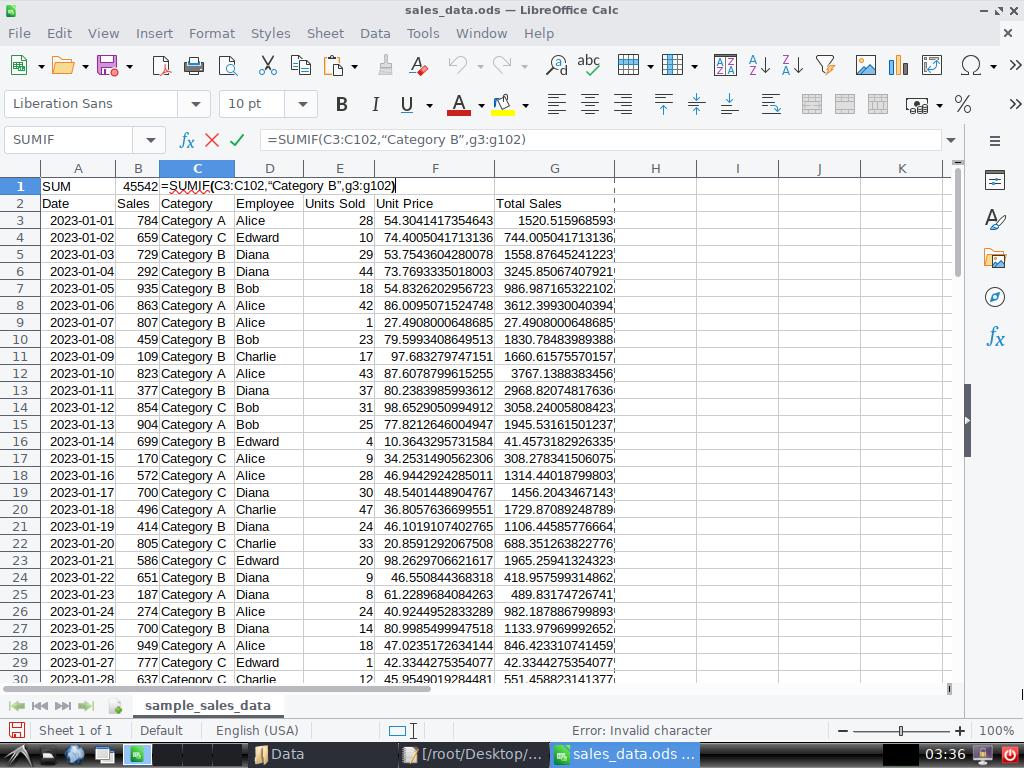 sales_data.ods — LibreOffice Calc
File Edit View Insert Format Styles Sheet Data Tools Window Help
Liberation Sans 10 pt
SUMIF =SUMIF(C3:C102,“Category B”,g3:g102)
A B C D E F G H I J K
1 SUM 45542 =SUMIF(C3:C102,“Category B”,g3:g102)
2 Date Sales Category Employee Units Sold Unit Price Total Sales
3 2023-01-01 784 Category A Alice 28 54.3041417354643 1520.515968593
4 2023-01-02 659 Category C Edward 10 74.4005041713136 744.005041713136
5 2023-01-03 729 Category B Diana 29 53.7543604280078 1558.87645241223
6 2023-01-04 292 Category B Diana 44 73.7693335018003 3245.85067407921
7 2023-01-05 935 Category B Bob 18 54.8326202956723 986.987165322102
8 2023-01-06 863 Category A Alice 42 86.0095071524748 3612.39930040394
9 2023-01-07 807 Category B Alice 1 27.4908000648685 27.4908000648685
10 2023-01-08 459 Category B Bob 23 79.5993408649513 1830.78483989388
11 2023-01-09 109 Category B Charlie 17 97.683279747151 1660.61575570157
12 2023-01-10 823 Category A Alice 43 87.6078799615255 3767.1388383456
13 2023-01-11 377 Category B Diana 37 80.2383985993612 2968.82074817636
14 2023-01-12 854 Category C Bob 31 98.6529050994912 3058.24005808423
15 2023-01-13 904 Category A Bob 25 77.8212646004947 1945.53161501237
16 2023-01-14 699 Category B Edward 4 10.3643295731584 41.4573182926335
17 2023-01-15 170 Category C Alice 9 34.2531490562306 308.278341506075
18 2023-01-16 572 Category A Alice 28 46.9442924285011 1314.44018799803
19 2023-01-17 700 Category C Diana 30 48.5401448904767 1456.2043467143
20 2023-01-18 496 Category A Charlie 47 36.8057636699551 1729.87089248789
21 2023-01-19 414 Category B Diana 24 46.1019107402765 1106.44585776664
22 2023-01-20 805 Category C Charlie 33 20.8591292067508 688.351263822776
23 2023-01-21 586 Category C Edward 20 98.2629706621617 1965.25941324323
24 2023-01-22 651 Category B Diana 9 46.550844368318 418.957599314862
25 2023-01-23 187 Category A Diana 8 61.2289684084263 489.83174726741
26 2023-01-24 274 Category B Alice 24 40.9244952833289 982.187886799893
27 2023-01-25 700 Category B Diana 14 80.9985499947518 1133.97969992652
28 2023-01-26 949 Category A Alice 18 47.0235172634144 846.423310741459
29 2023-01-27 777 Category C Edward 1 42.3344275354077 42.3344275354077
30 2023-01-28 637 Category C Charlie 12 45.9549019284481 551.458823141377
sample_sales_data
Sheet 1 of 1 Default English (USA) Error: Invalid character 100%
Data [/root/Desktop/... sales_data.ods ... 03:36